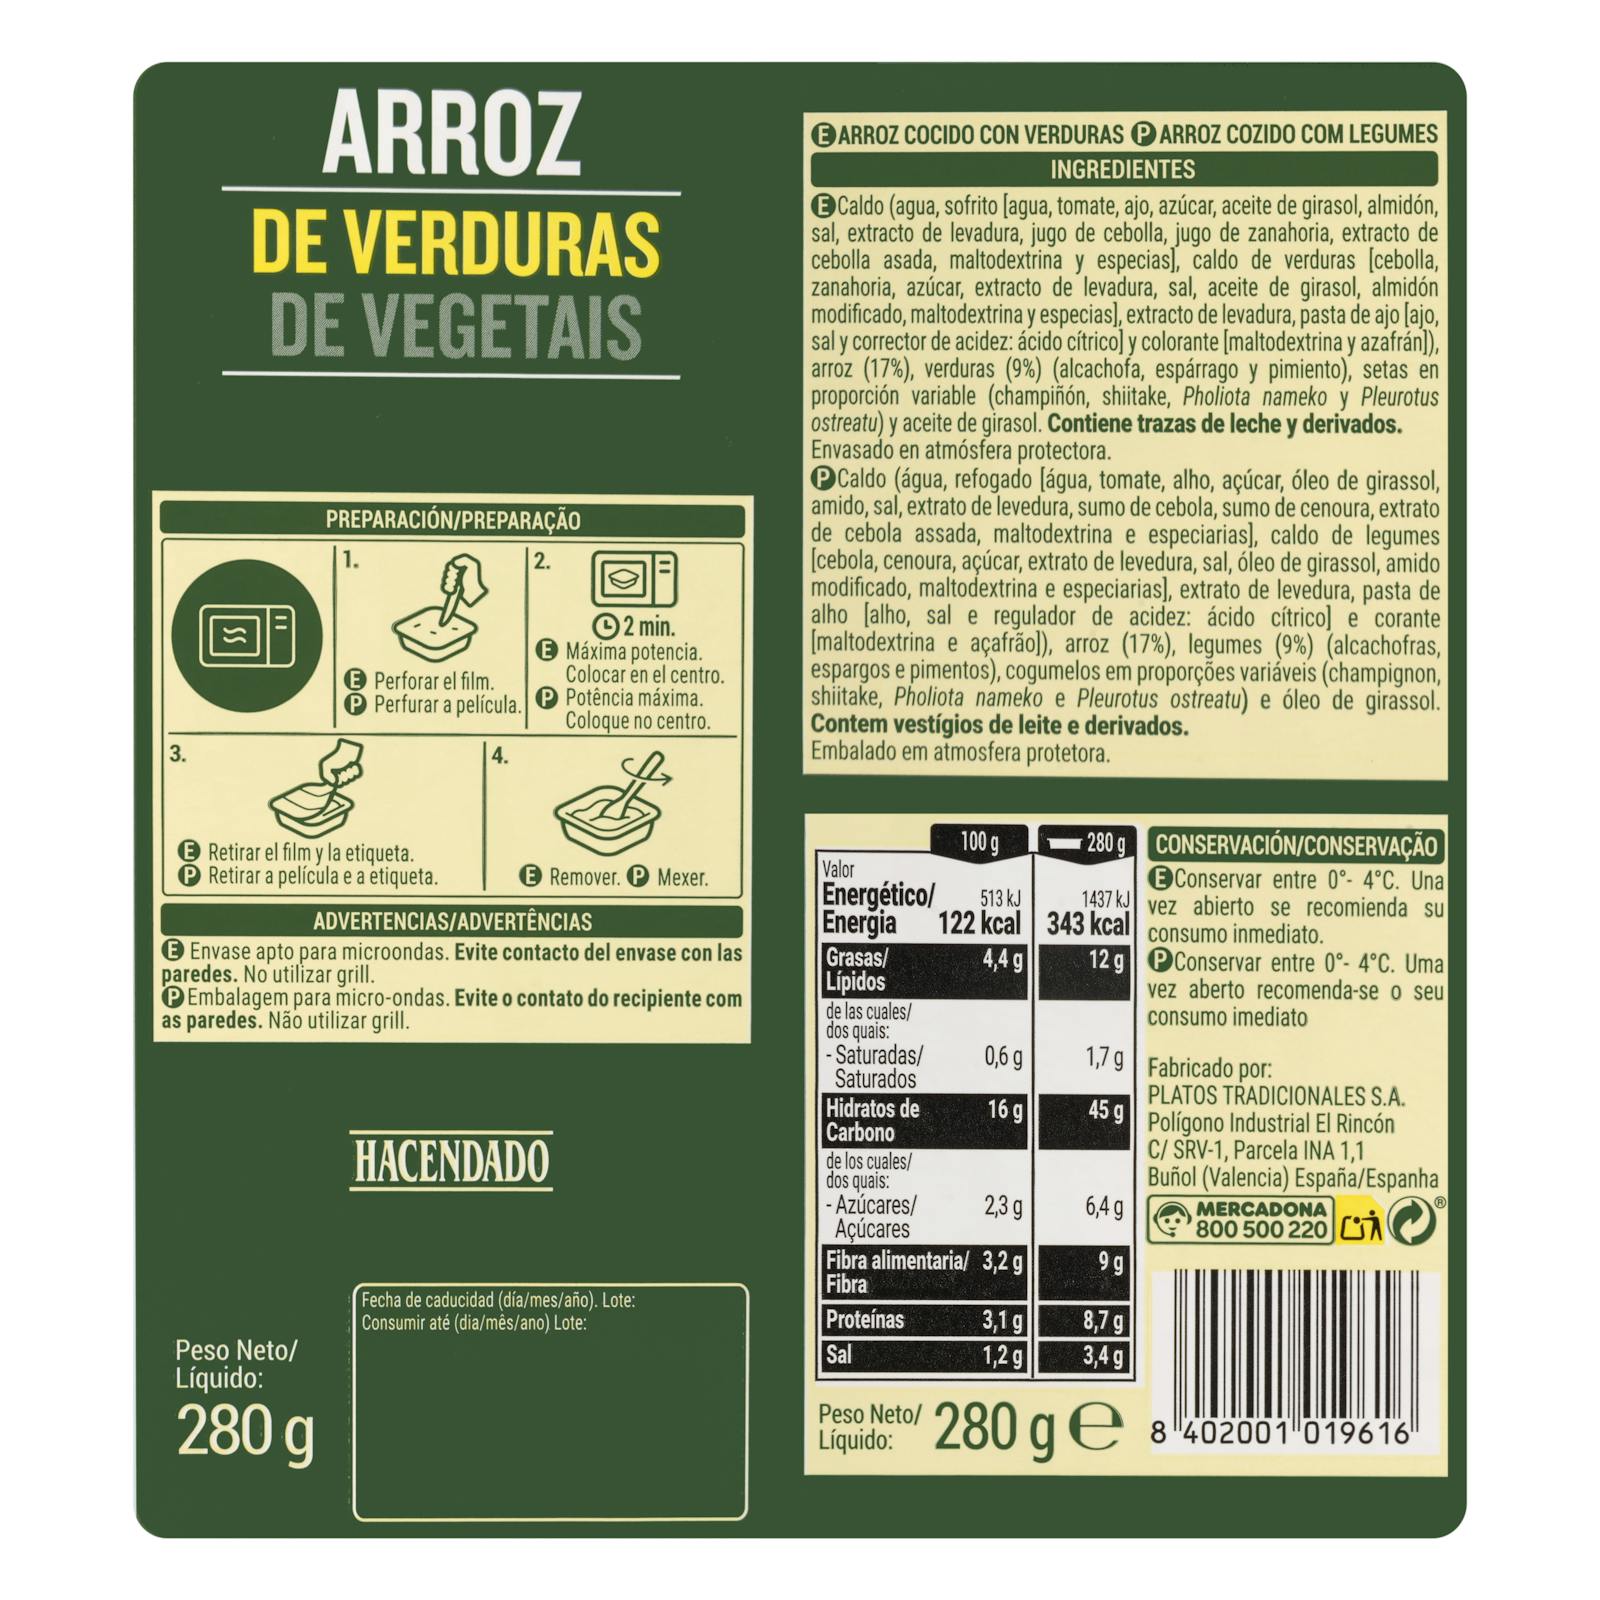 ARROZ
DE VERDURAS
DE VEGETAIS
PREPARACIÓN/PREPARAÇÃO
1.
E Perforar el film.
P Perfurar a película.
2.
2 min.
E Máxima potencia.
Colocar en el centro.
P Potência máxima.
Coloque no centro.
3.
E Retirar el film y la etiqueta.
P Retirar a película e a etiqueta.
4.
E Remover. P Mexer.
ADVERTENCIAS/ADVERTÊNCIAS
E Envase apto para microondas. Evite contacto del envase con las
paredes. No utilizar grill.
P Embalagem para micro-ondas. Evite o contato do recipiente com
as paredes. Não utilizar grill.
HACENDADO
Fecha de caducidad (día/mes/año). Lote:
Consumir até (dia/mês/ano) Lote:
Peso Neto/
Líquido:
280 g
E ARROZ COCIDO CON VERDURAS P ARROZ COZIDO COM LEGUMES
INGREDIENTES
E Caldo (agua, sofrito [agua, tomate, ajo, azúcar, aceite de girasol, almidón,
sal, extracto de levadura, jugo de cebolla, jugo de zanahoria, extracto de
cebolla asada, maltodextrina y especias], caldo de verduras [cebolla,
zanahoria, azúcar, extracto de levadura, sal, aceite de girasol, almidón
modificado, maltodextrina y especias], extracto de levadura, pasta de ajo [ajo,
sal y corrector de acidez: ácido cítrico] y colorante [maltodextrina y azafrán]),
arroz (17%), verduras (9%) (alcachofa, espárrago y pimiento), setas en
proporción variable (champiñón, shiitake, Pholiota nameko y Pleurotus
ostreatu) y aceite de girasol. Contiene trazas de leche y derivados.
Envasado en atmósfera protectora.
P Caldo (água, refogado [água, tomate, alho, açúcar, óleo de girassol,
amido, sal, extrato de levedura, sumo de cebola, sumo de cenoura, extrato
de cebola assada, maltodextrina e especiarias], caldo de legumes
[cebola, cenoura, açúcar, extrato de levedura, sal, óleo de girassol, amido
modificado, maltodextrina e especiarias], extrato de levedura, pasta de
alho [alho, sal e regulador de acidez: ácido cítrico] e corante
[maltodextrina e açafrão]), arroz (17%), legumes (9%) (alcachofras,
espargos e pimentos), cogumelos em proporções variáveis (champignon,
shiitake, Pholiota nameko e Pleurotus ostreatu) e óleo de girassol.
Contem vestígios de leite e derivados.
Embalado em atmosfera protetora.
100 g 280 g
Valor
Energético/ 513 kJ 1437 kJ
Energia 122 kcal 343 kcal
Grasas/ 4,4 g 12 g
Lípidos
de las cuales/
dos quais:
- Saturadas/ 0,6 g 1,7 g
Saturados
Hidratos de 16 g 45 g
Carbono
de los cuales/
dos quais:
- Azúcares/ 2,3 g 6,4 g
Açúcares
Fibra alimentaria/ 3,2 g 9 g
Fibra
Proteínas 3,1 g 8,7 g
Sal 1,2 g 3,4 g
Peso Neto/
Líquido: 280 g e
CONSERVACIÓN/CONSERVAÇÃO
E Conservar entre 0°- 4°C. Una
vez abierto se recomienda su
consumo inmediato.
P Conservar entre 0°- 4°C. Uma
vez aberto recomenda-se o seu
consumo imediato
Fabricado por:
PLATOS TRADICIONALES S.A.
Polígono Industrial El Rincón
C/ SRV-1, Parcela INA 1,1
Buñol (Valencia) España/Espanha
MERCADONA
800 500 220
®
8 402001 019616